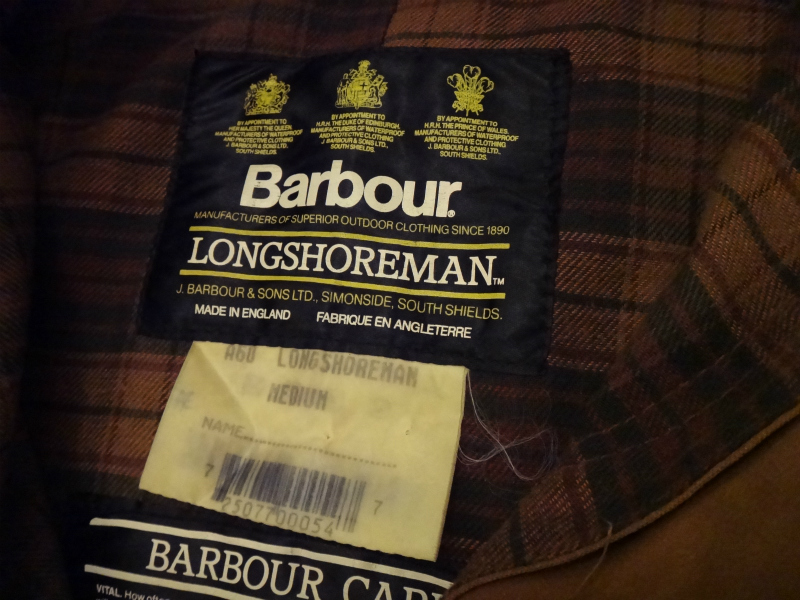 BY APPOINTMENT TO
HER MAJESTY THE QUEEN
MANUFACTURERS OF WATERPROOF
AND PROTECTIVE CLOTHING
J. BARBOUR & SONS LTD.,
SOUTH SHIELDS.
BY APPOINTMENT TO
H.R.H. THE DUKE OF EDINBURGH,
MANUFACTURERS OF WATERPROOF
AND PROTECTIVE CLOTHING
J. BARBOUR & SONS LTD.,
SOUTH SHIELDS.
BY APPOINTMENT TO
H.R.H. THE PRINCE OF WALES,
MANUFACTURERS OF WATERPROOF
AND PROTECTIVE CLOTHING
J. BARBOUR & SONS LTD.,
SOUTH SHIELDS.
Barbour®
MANUFACTURERS OF SUPERIOR OUTDOOR CLOTHING SINCE 1890
LONGSHOREMAN™
J. BARBOUR & SONS LTD., SIMONSIDE, SOUTH SHIELDS.
MADE IN ENGLAND FABRIQUE EN ANGLETERRE
A60 LONGSHOREMAN
MEDIUM
NAME
7 2507700054 7
BARBOUR
VITAL. How